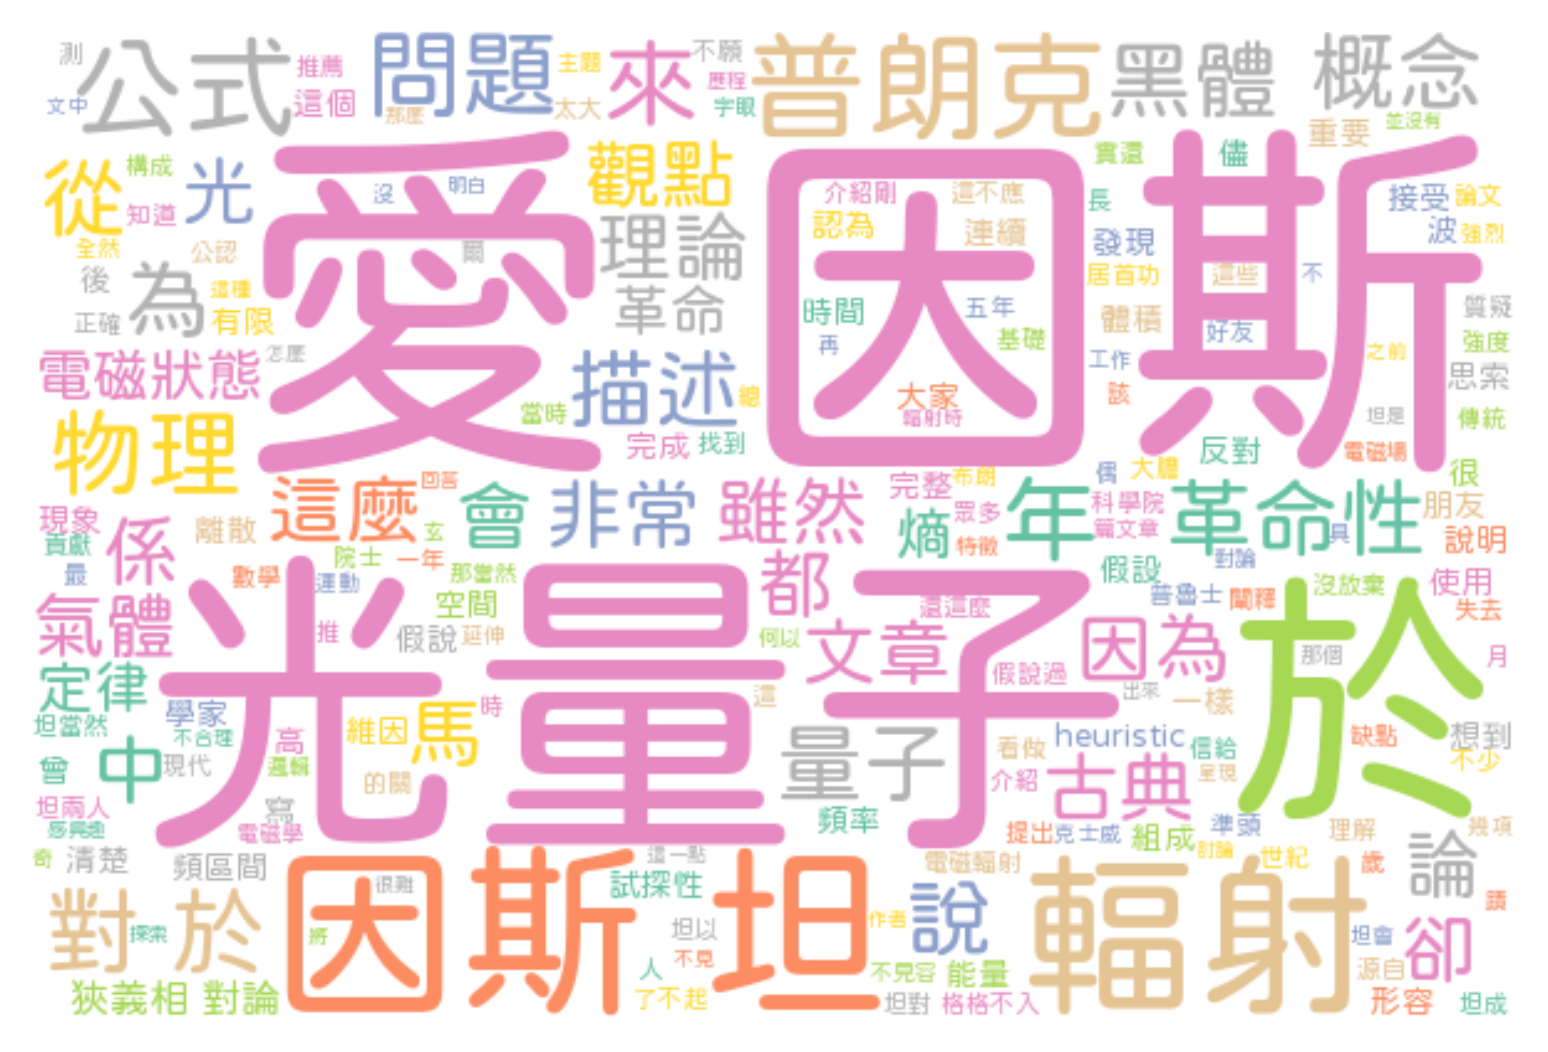 測
公式
推薦
問題
主題
來
不願
普朗克
黑體
概念
文中
這個
那麼
太大
歷程
字眼
重要
並沒有
從
構成
光
愛因斯
觀點
實還
儘
知道
沒
明白
介紹剛
這不應
長
接受
論文
全然
公認
爾
理論
認為
連續
發現
波
強烈
後
為
這種
居首功
這些
不
正確
有限
革命
時間
五年
體積
好友
質疑
怎麼
再
基礎
強度
電磁狀態
描述
總
工作
之前
思索
當時
大家
該
物理
輻射時
坦是
傳統
完成
找到
反對
電磁場
這麼
回答
會
非常
雖然
完整
布朗
偶
大膽
很
年
科學院
革命性
朋友
現象
係
離散
玄
熵
眾多
篇文章
具
貢獻
院士
一年
特徵
對論
說明
最
數學
運動
那當然
都
假設
沒放棄
使用
氣體
光量子
空間
還這麼
普魯士
闡釋
於
失去
推
假說
延伸
何以
文章
因為
那個
月
定律
假說過
出來
學家
時
這
一樣
坦當然
不合理
維因
馬
heuristic
信給
缺點
想到
曾
中
現代
高
邏輯
的關
量子
看做
介紹
古典
呈現
不少
坦兩人
寫
頻率
感興趣
電磁學
提出
克士威
組成
準頭
理解
幾項
奇
清楚
頻區間
這一點
電磁輻射
討論
世紀
歲
論
因斯坦
很難
試探性
輻射
對於
探索
將
坦以
作者
說
坦會
卻
蹟
人
不見
不見容
能量
源自
狹義相
對論
了不起
坦對
格格不入
形容
坦成